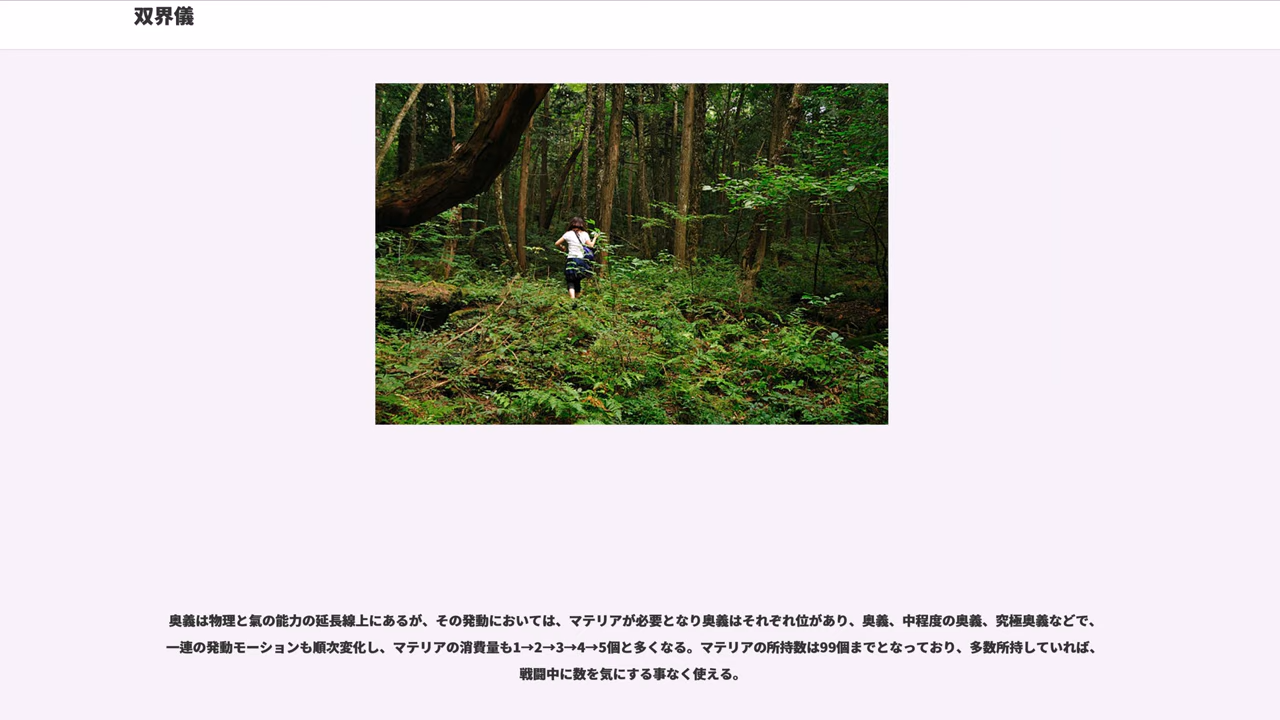 双界儀
奥義は物理と氣の能力の延長線上にあるが、その発動においては、マテリアが必要となり奥義はそれぞれ位があり、奥義、中程度の奥義、究極奥義などで、
一連の発動モーションも順次変化し、マテリアの消費量も1→2→3→4→5個と多くなる。マテリアの所持数は99個までとなっており、多数所持していれば、
戦闘中に数を気にする事なく使える。